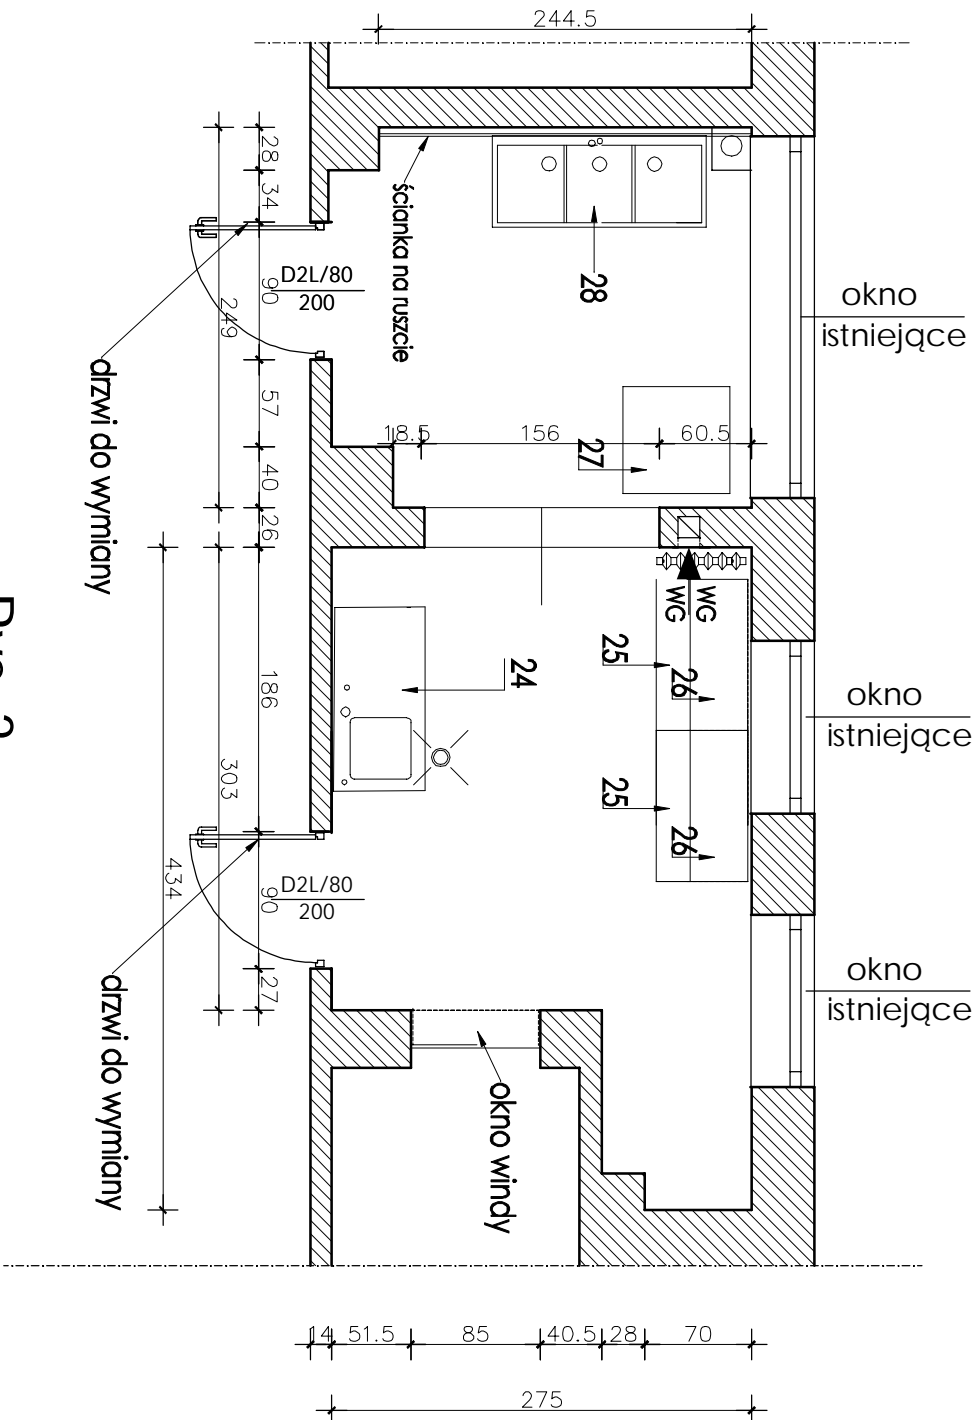 244.5
28
34
90
249
57
40
26
186
303
434
90
27
ścianka na ruszcie
D2L/80
200
drzwi do wymiany
28
okno
istniejące
18.5
156
60.5
27
WG
WG
25
26
24
okno
istniejące
25
26
D2L/80
200
drzwi do wymiany
okno
istniejące
okno windy
14
51.5
85
40.5
28
70
275